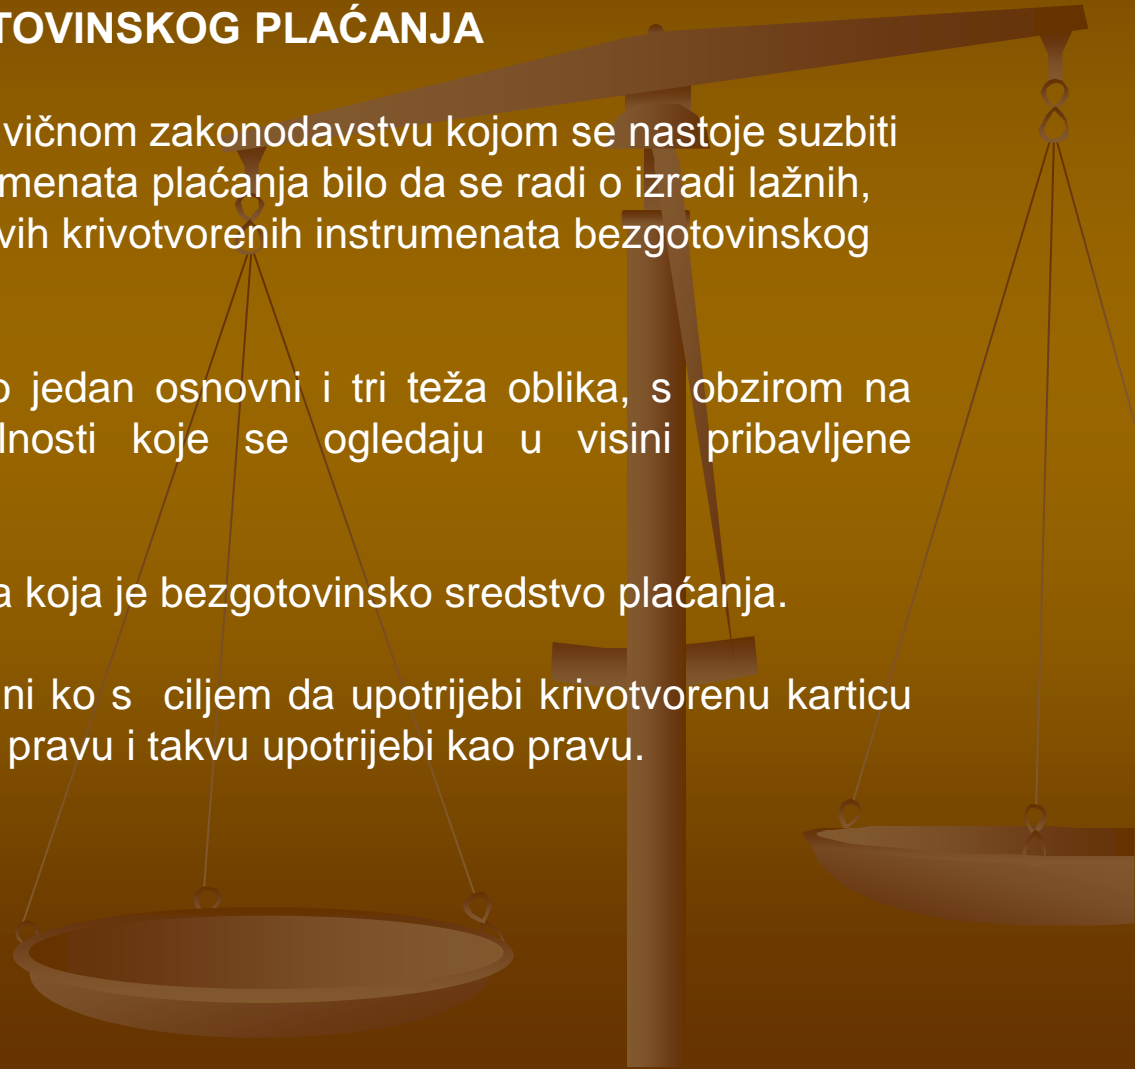 TOVINSKOG PLAĆANJA
vičnom zakonodavstvu kojom se nastoje suzbiti
menata plaćanja bilo da se radi o izradi lažnih,
vih krivotvorenih instrumenata bezgotovinskog
o jedan osnovni i tri teža oblika, s obzirom na
lnosti koje se ogledaju u visini pribavljene
a koja je bezgotovinsko sredstvo plaćanja.
ni ko s ciljem da upotrijebi krivotvorenu karticu
pravu i takvu upotrijebi kao pravu.